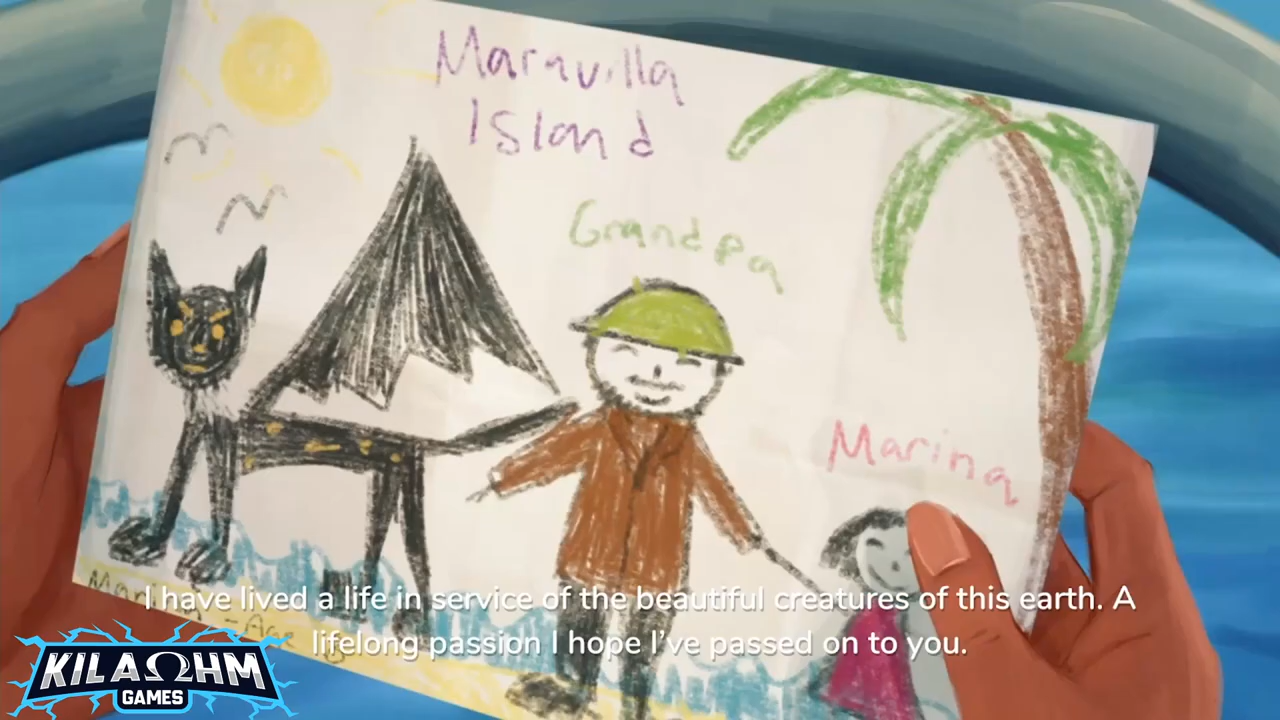 Maravilla
Island
Grandpa
Marina
I have lived a life in service of the beautiful creatures of this earth. A
lifelong passion I hope I've passed on to you.
KILAΩHM
GAMES